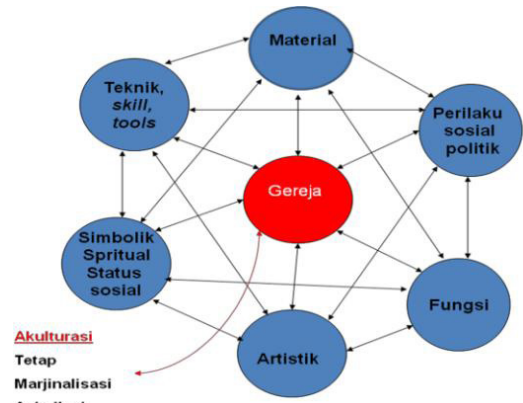 Material
Teknik,
skill,
tools
Perilaku
sosial
politik
Gereja
Simbolik
Spritual
Status
sosial
Fungsi
Artistik
Akulturasi
Tetap
Marjinalisasi